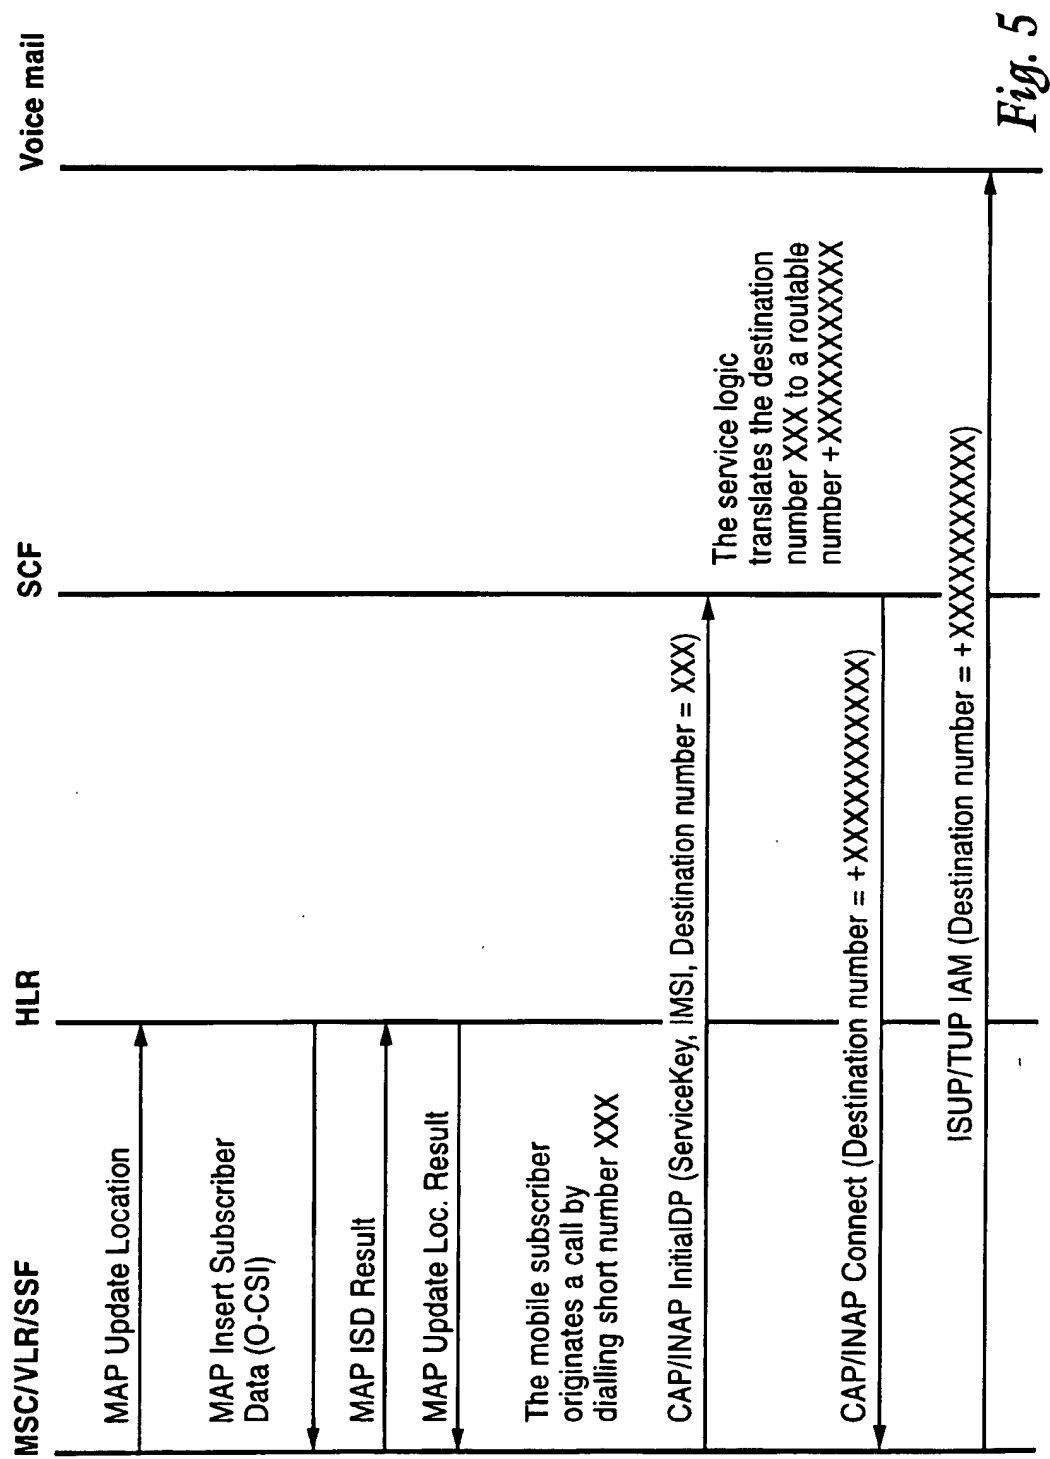 MSC/VLR/SSF
HLR
SCF
Voice mail
MAP Update Location
MAP Insert Subscriber
Data (O-CSI)
MAP ISD Result
MAP Update Loc. Result
The mobile subscriber
originates a call by
dialling short number XXX
CAP/INAP InitialDP (ServiceKey, IMSI, Destination number = XXX)
The service logic
translates the destination
number XXX to a routable
number +XXXXXXXXXXX
CAP/INAP Connect (Destination number = +XXXXXXXXXXX)
ISUP/TUP IAM (Destination number = +XXXXXXXXXXX)
Fig. 5